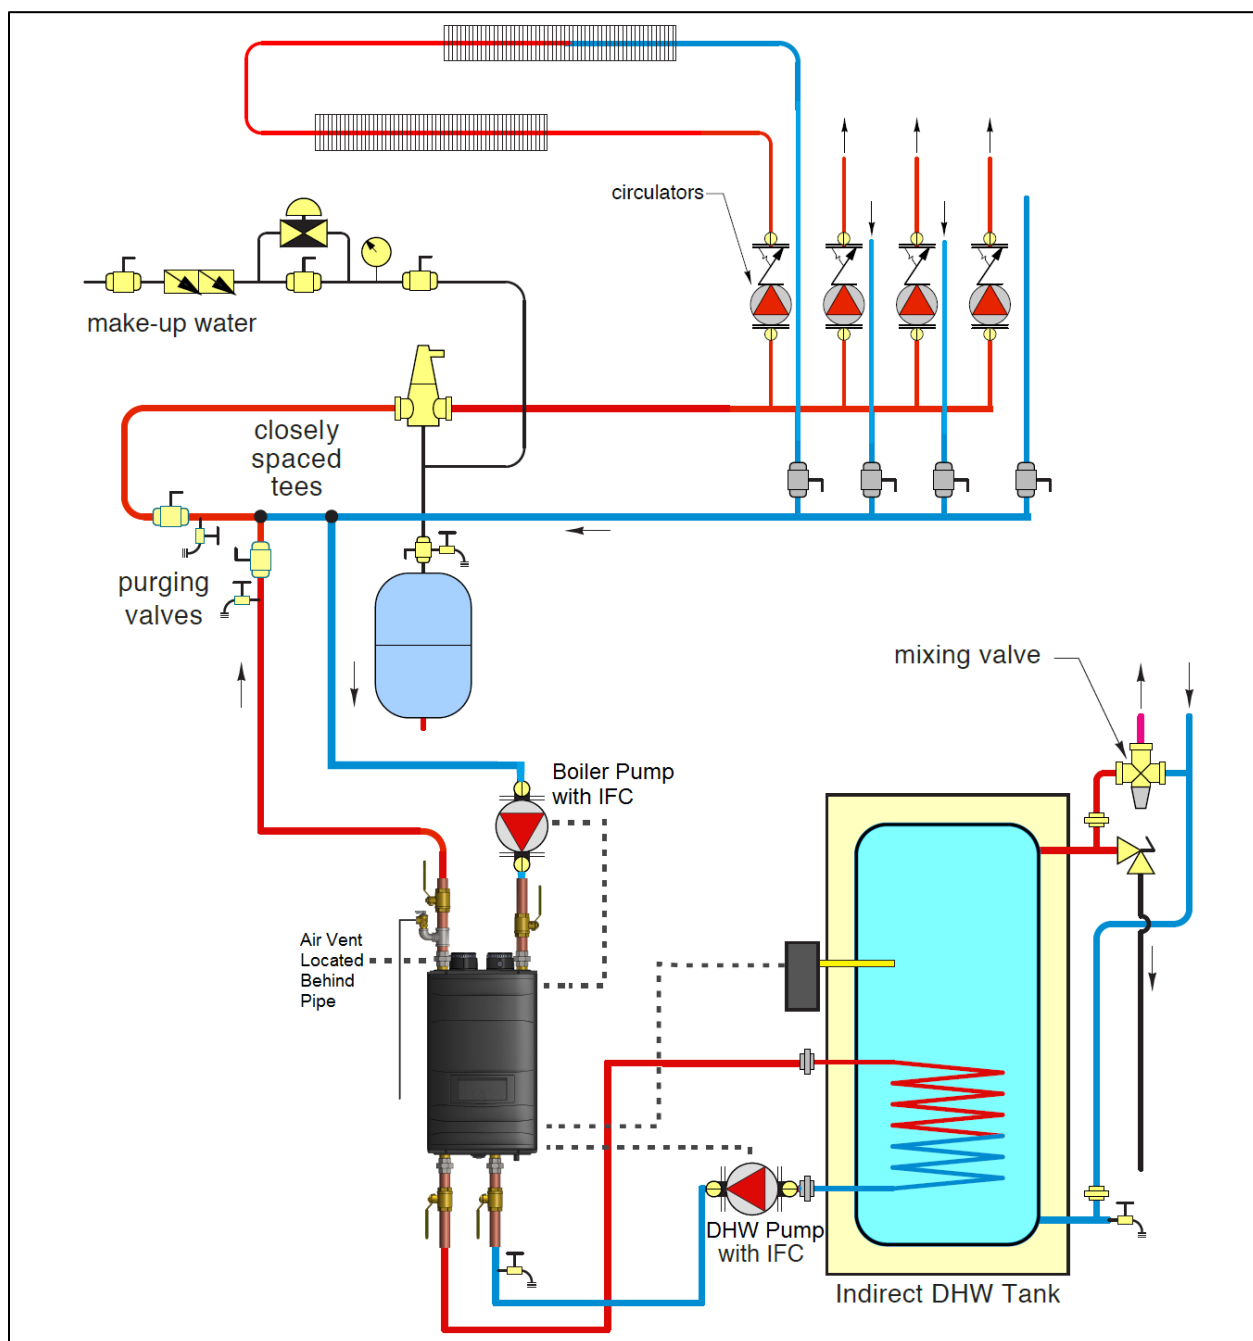 circulators
make-up water
closely
spaced
tees
purging
valves
mixing valve
Boiler Pump
with IFC
Air Vent
Located
Behind
Pipe
DHW Pump
with IFC
Indirect DHW Tank